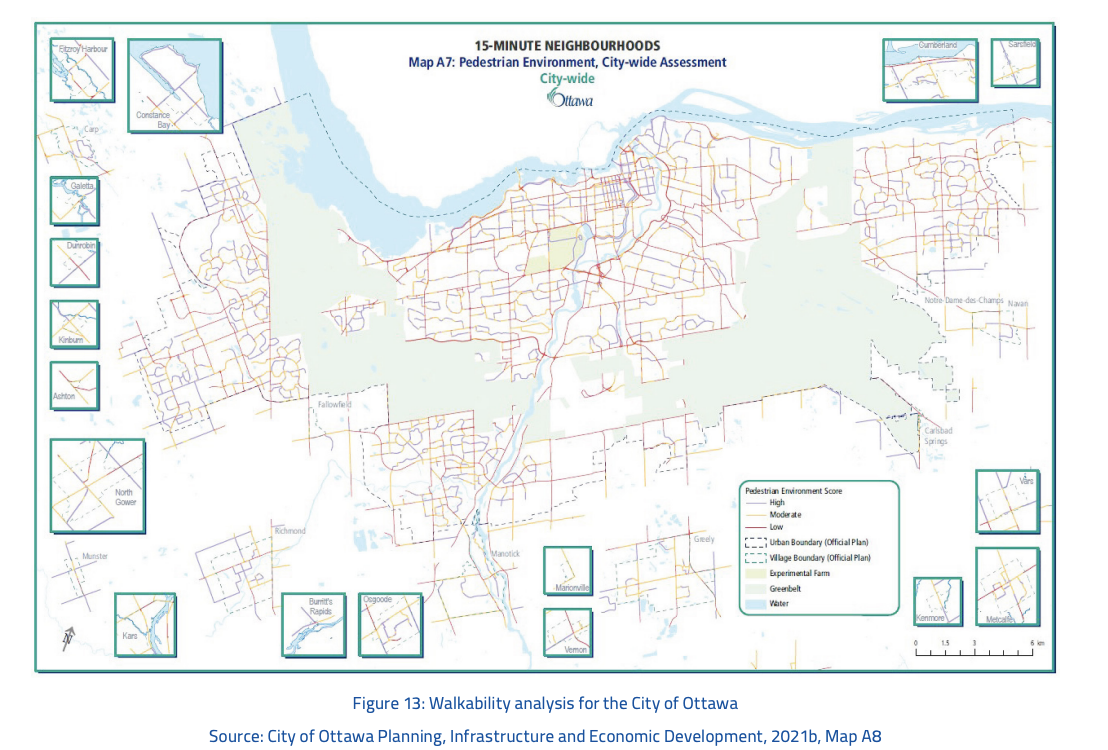 15-MINUTE NEIGHBOURHOODS
Map A7: Pedestrian Environment, City-wide Assessment
City-wide
Ottawa
Fitzroy Harbour
Constance
Bay
Cumberland
Sarsfield
Carp
Galetta
Dunrobin
Kinburn
Ashton
North
Gower
Munster
Kars
Richmond
Fallowfield
Burritt's
Rapids
Osgoode
Manotick
Marionville
Vernon
Greely
Notre-Dame-des-Champs
Navan
Carlsbad
Springs
Vars
Kenmore
Metcalfe
Pedestrian Environment Score
High
Moderate
Low
Urban Boundary (Official Plan)
Village Boundary (Official Plan)
Experimental Farm
Greenbelt
Water
0 1.5 3 6 km
Figure 13: Walkability analysis for the City of Ottawa
Source: City of Ottawa Planning, Infrastructure and Economic Development, 2021b, Map A8